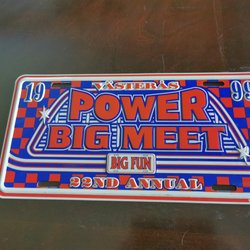 VÄSTERÅS
19 99
POWER
BIG MEET
BIG FUN
22ND ANNUAL